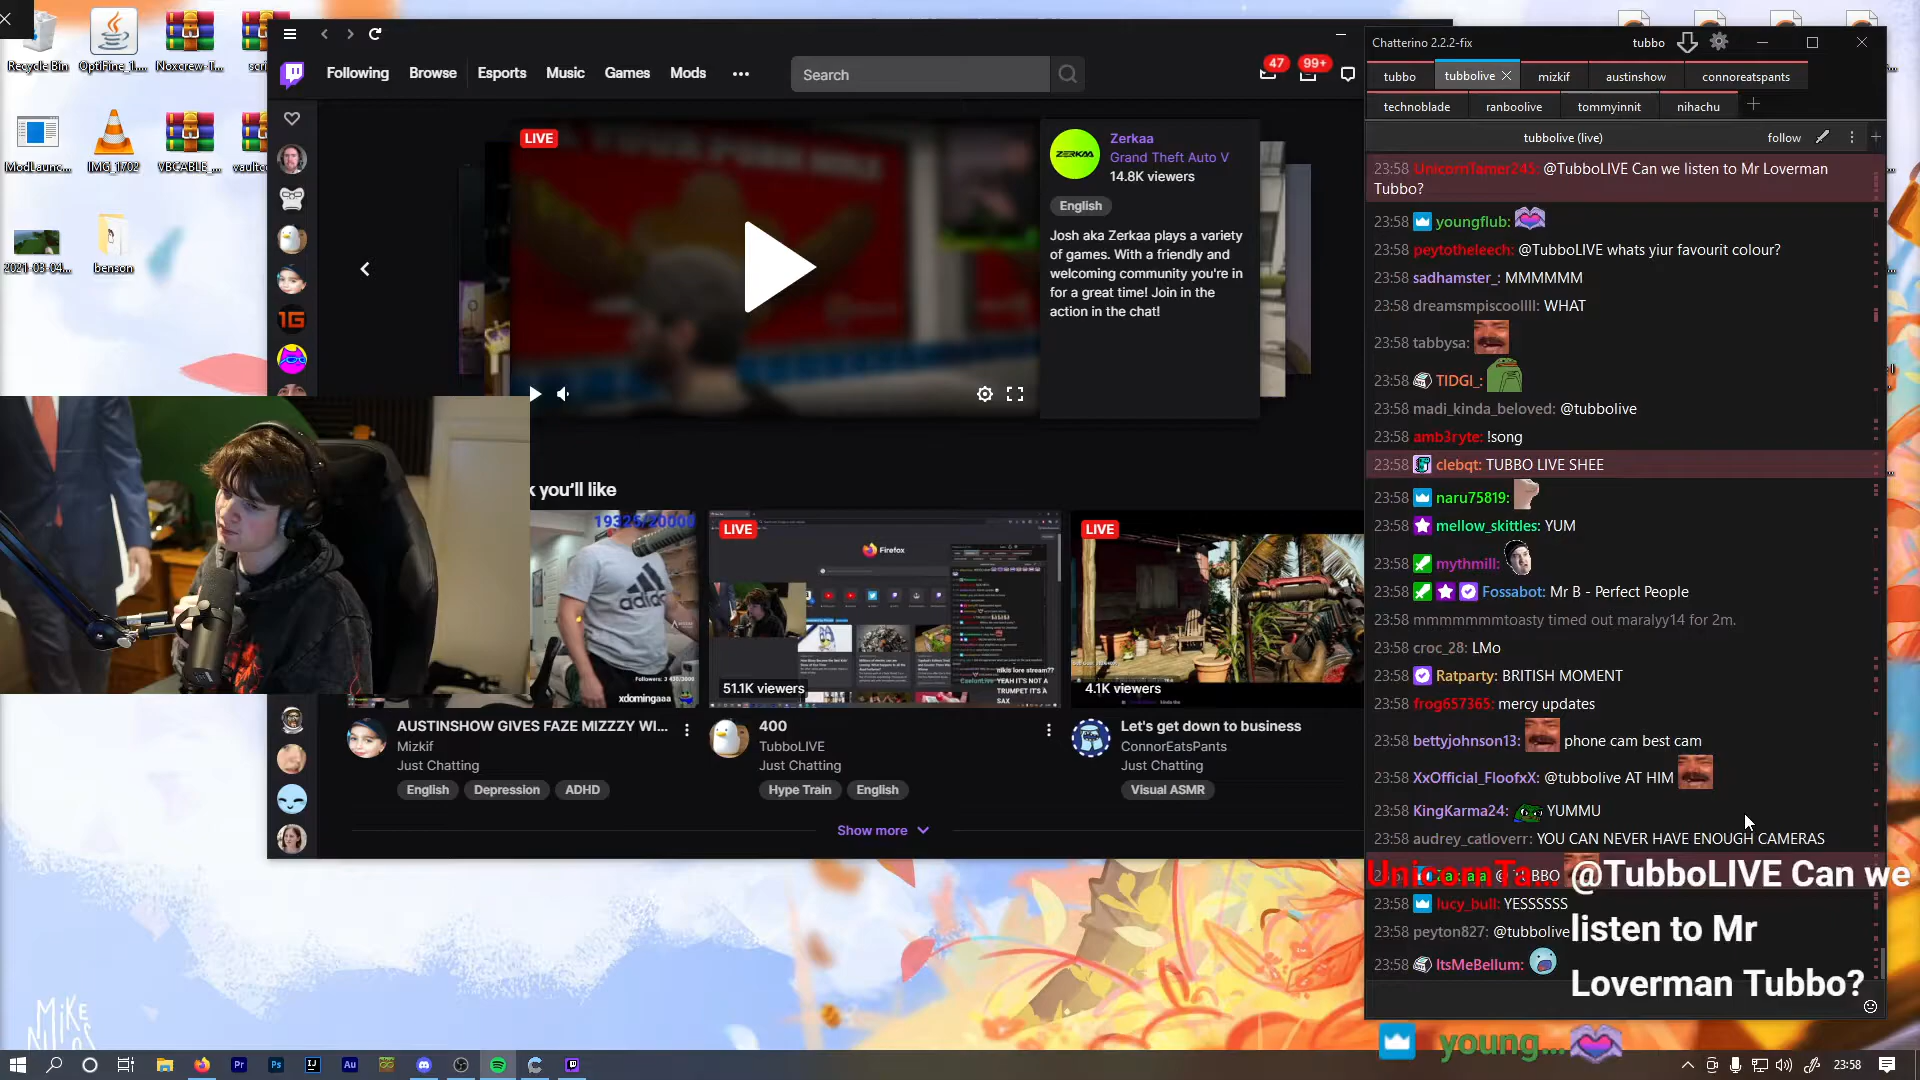 Recycle Bin
OptiFine_1....
Noxcrew-T...
ModLaunc...
IMG_1702
VBCABLE_...
2021-03-04...
benson
Following
Browse
Esports
Music
Games
Mods
Search
47
99+
LIVE
ZERKAA
Zerkaa
Grand Theft Auto V
14.8K viewers
English
Josh aka Zerkaa plays a variety
of games. With a friendly and
welcoming community you're in
for a great time! Join in the
action in the chat!
k you'll like
19325/20000
adidas
xdomingaaa
LIVE
Firefox
51.1K viewers
LIVE
4.1K viewers
AUSTINSHOW GIVES FAZE MIZZZY WI...
Mizkif
Just Chatting
English
Depression
ADHD
400
TubboLIVE
Just Chatting
Hype Train
English
Let's get down to business
ConnorEatsPants
Just Chatting
Visual ASMR
Show more
Chatterino 2.2.2-fix
tubbo
tubbo
tubbolive
mizkif
austinshow
connoreatspants
technoblade
ranboolive
tommyinnit
nihachu
tubbolive (live)
follow
23:58 UnicornTamer245: @TubboLIVE Can we listen to Mr Loverman
Tubbo?
23:58 youngflub:
23:58 peytotheleech: @TubboLIVE whats yiur favourit colour?
23:58 sadhamster_: MMMMMM
23:58 dreamsmpiscoollll: WHAT
23:58 tabbysa:
23:58 TIDGI_:
23:58 madi_kinda_beloved: @tubbolive
23:58 amb3ryte: !song
23:58 clebqt: TUBBO LIVE SHEE
23:58 naru75819:
23:58 mellow_skittles: YUM
23:58 mythmill:
23:58 Fossabot: Mr B - Perfect People
23:58 mmmmmmmtoasty timed out maralyy14 for 2m.
23:58 croc_28: LMo
23:58 Ratparty: BRITISH MOMENT
23:58 frog657365: mercy updates
23:58 bettyjohnson13: phone cam best cam
23:58 XxOfficial_FloofxX: @tubbolive AT HIM
23:58 KingKarma24: YUMMU
23:58 audrey_catloverr: YOU CAN NEVER HAVE ENOUGH CAMERAS
UnicornTa... @TubboLIVE Can we
listen to Mr
Loverman Tubbo?
23:58 lucy_bull: YESSSSSS
23:58 peyton827: @tubbolive
23:58 ItsMeBellum:
young...
23:58